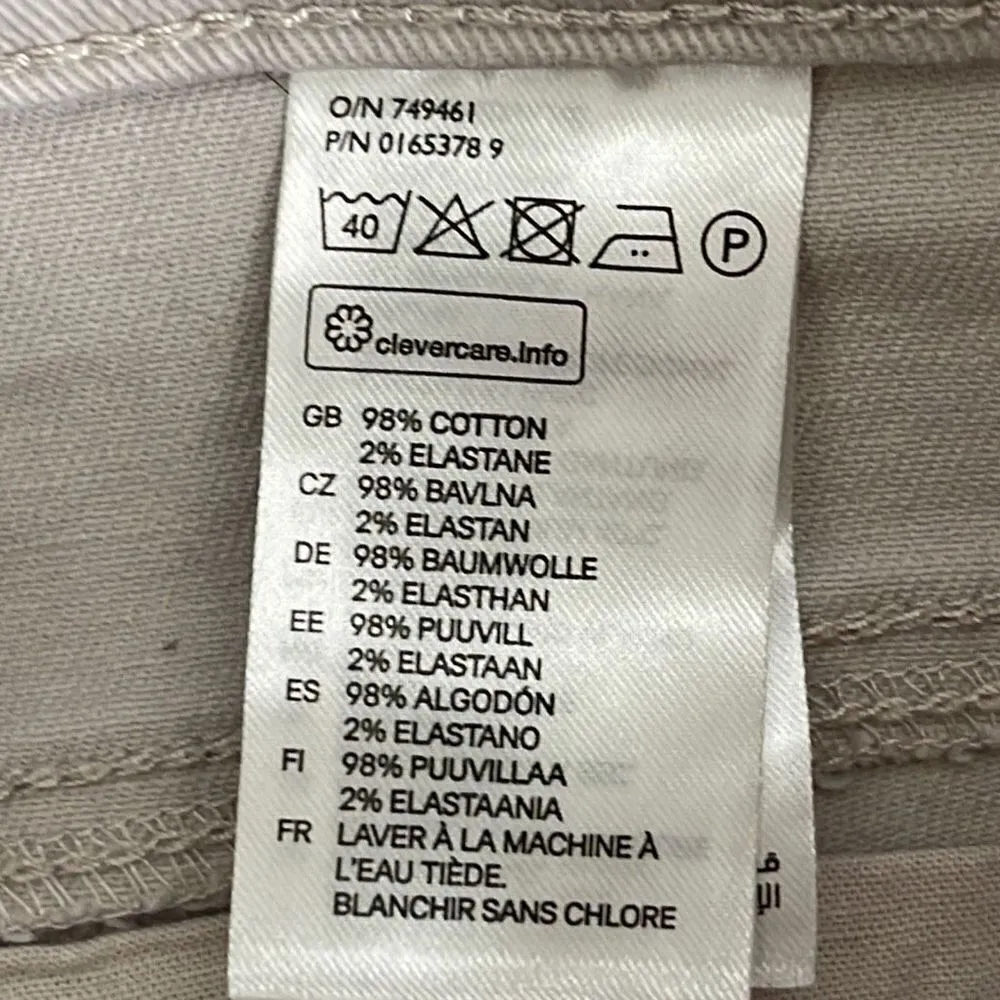 O/N 749461
P/N 0165378 9
40 P
clevercare.info
GB 98% COTTON
2% ELASTANE
CZ 98% BAVLNA
2% ELASTAN
DE 98% BAUMWOLLE
2% ELASTHAN
EE 98% PUUVILL
2% ELASTAAN
ES 98% ALGODÓN
2% ELASTANO
FI 98% PUUVILLAA
2% ELASTAANIA
FR LAVER À LA MACHINE À
L'EAU TIÈDE.
BLANCHIR SANS CHLORE